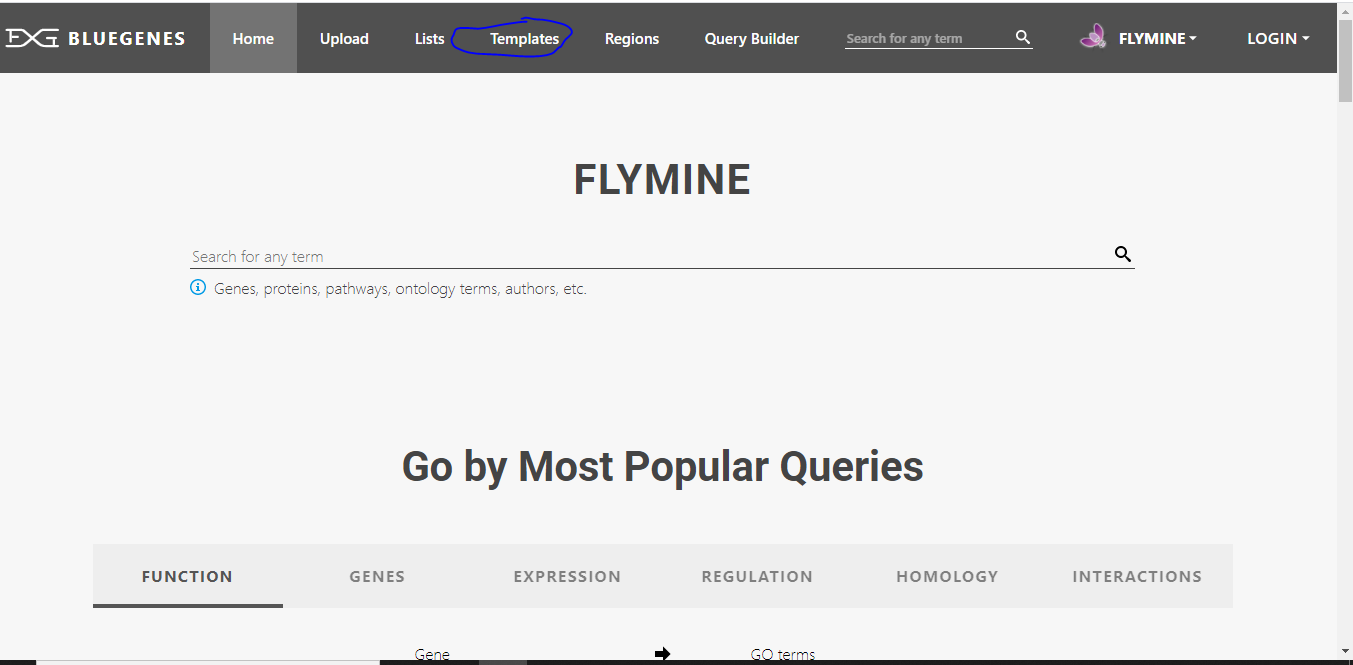 BLUEGENES Home Upload Lists Templates Regions Query Builder Search for any term FLYMINE LOGIN
FLYMINE
Search for any term
Genes, proteins, pathways, ontology terms, authors, etc.
Go by Most Popular Queries
FUNCTION GENES EXPRESSION REGULATION HOMOLOGY INTERACTIONS
Gene GO terms